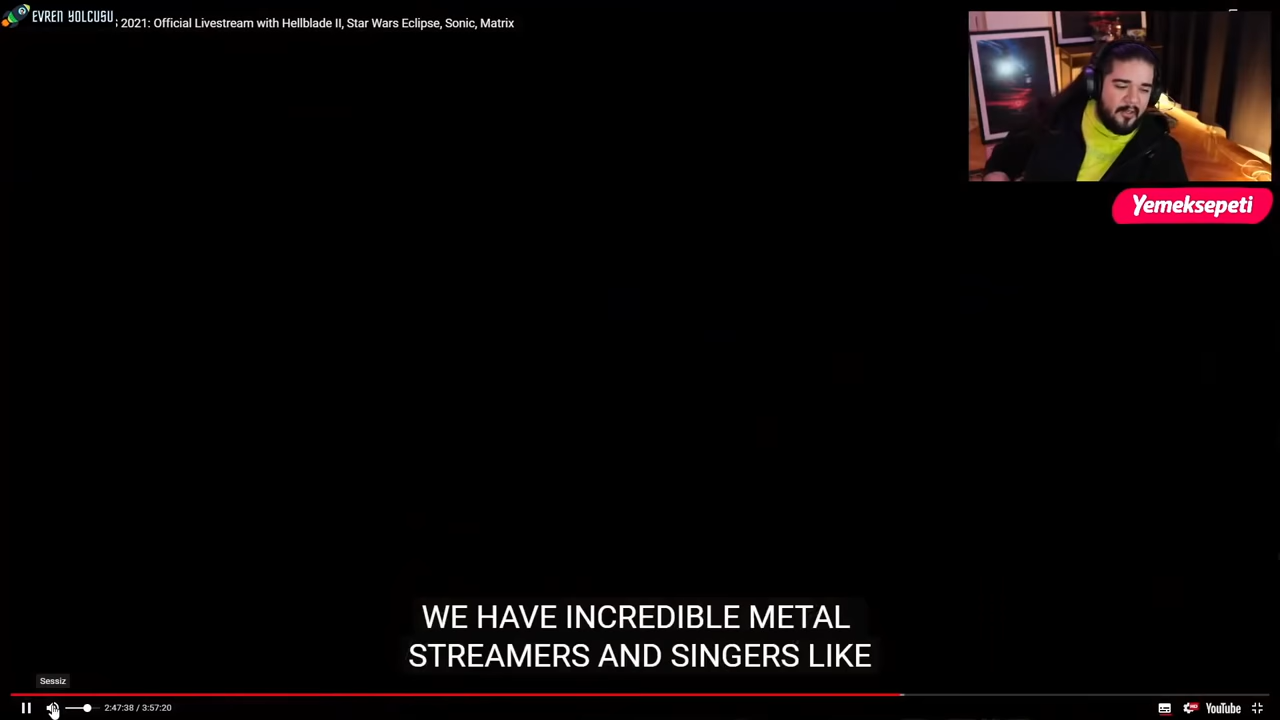 EVREN YOLCUSU
2021: Official Livestream with Hellblade II, Star Wars Eclipse, Sonic, Matrix
Yemeksepeti
WE HAVE INCREDIBLE METAL
STREAMERS AND SINGERS LIKE
Sessiz
2:47:38 / 3:57:20
HD
YouTube